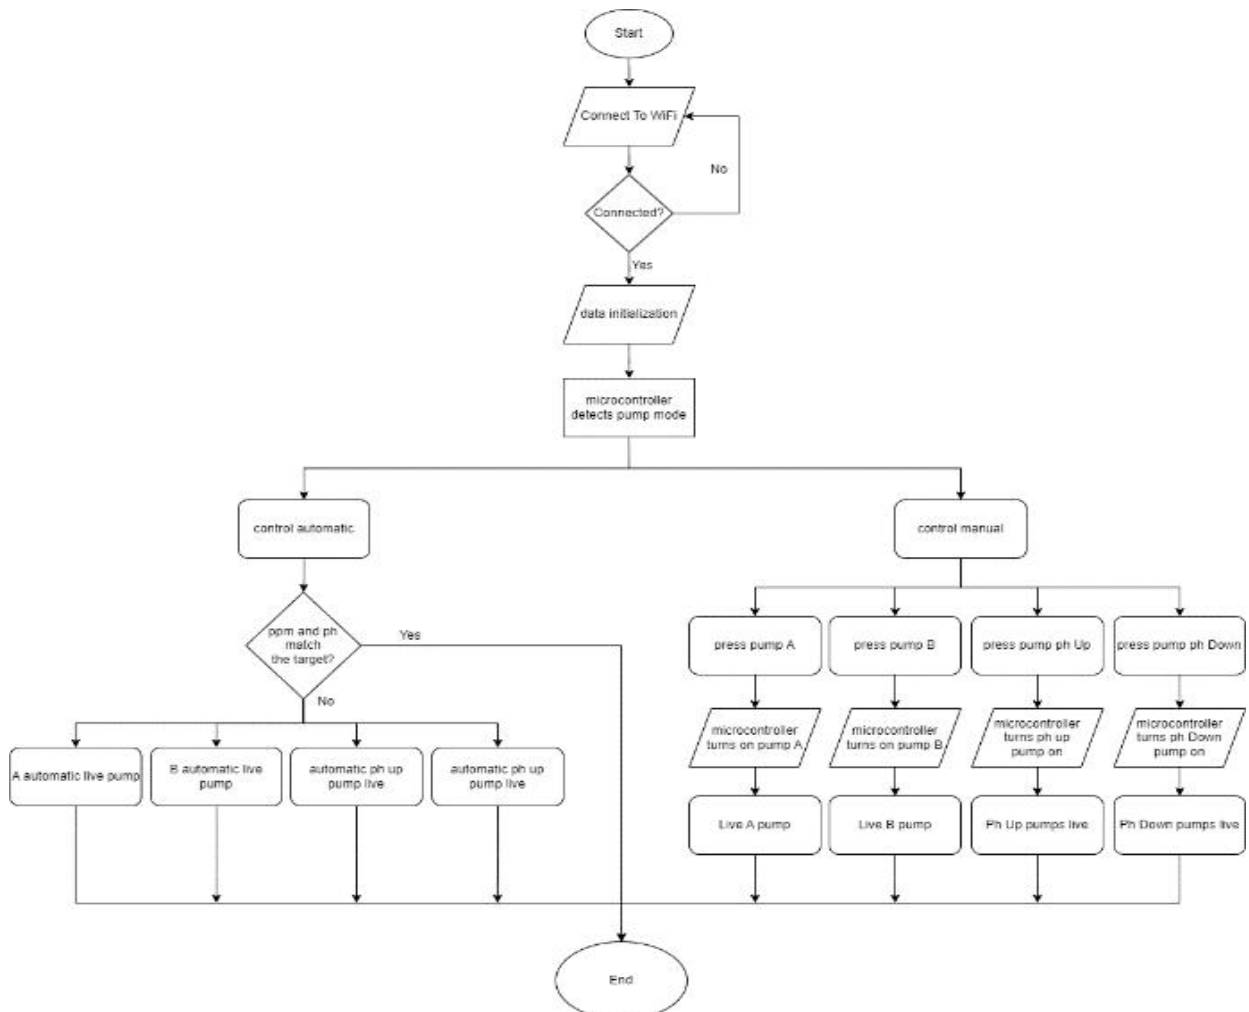 Start
Connect To WiFi
No
Connected?
Yes
data initialization
microcontroller
detects pump mode
control automatic
control manual
ppm and ph
match
the target?
Yes
No
press pump A
press pump B
press pump ph Up
press pump ph Down
microcontroller
turns on pump A
microcontroller
turns on pump B
microcontroller
turns ph up
pump on
microcontroller
turns ph Down
pump on
A automatic live pump
B automatic live
pump
automatic ph up
pump live
automatic ph up
pump live
Live A pump
Live B pump
Ph Up pumps live
Ph Down pumps live
End